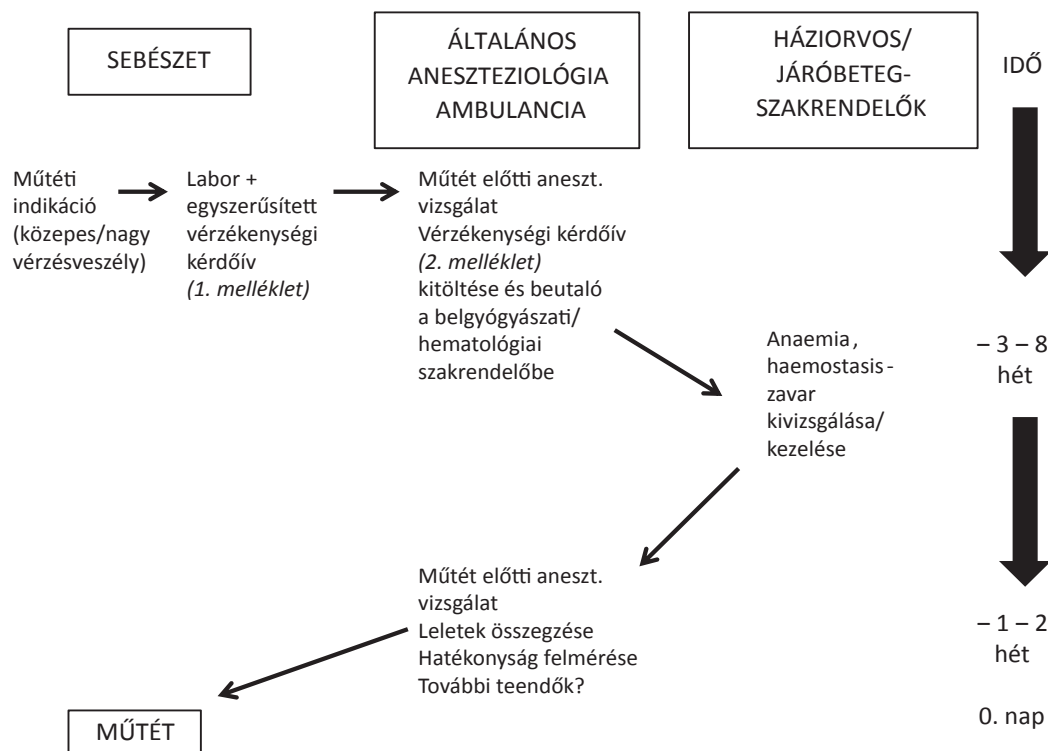 SEBÉSZET
ÁLTALÁNOS
ANESZTEZIOLÓGIA
AMBULANCIA
HÁZIORVOS/
JÁRÓBETEG-
SZAKRENDELŐK
IDŐ
Műtéti
indikáció
(közepes/nagy
vérzésveszély)
Labor +
egyszerűsített
vérzékenységi
kérdőív
(1. melléklet)
Műtét előtti aneszt.
vizsgálat
Vérzékenységi kérdőív
(2. melléklet)
kitöltése és beutaló
a belgyógyászati/
hematológiai
szakrendelőbe
Anaemia ,
haemostasis -
zavar
kivizsgálása/
kezelése
– 3 – 8
hét
Műtét előtti aneszt.
vizsgálat
Leletek összegzése
Hatékonyság felmérése
További teendők?
– 1 – 2
hét
MŰTÉT
0. nap